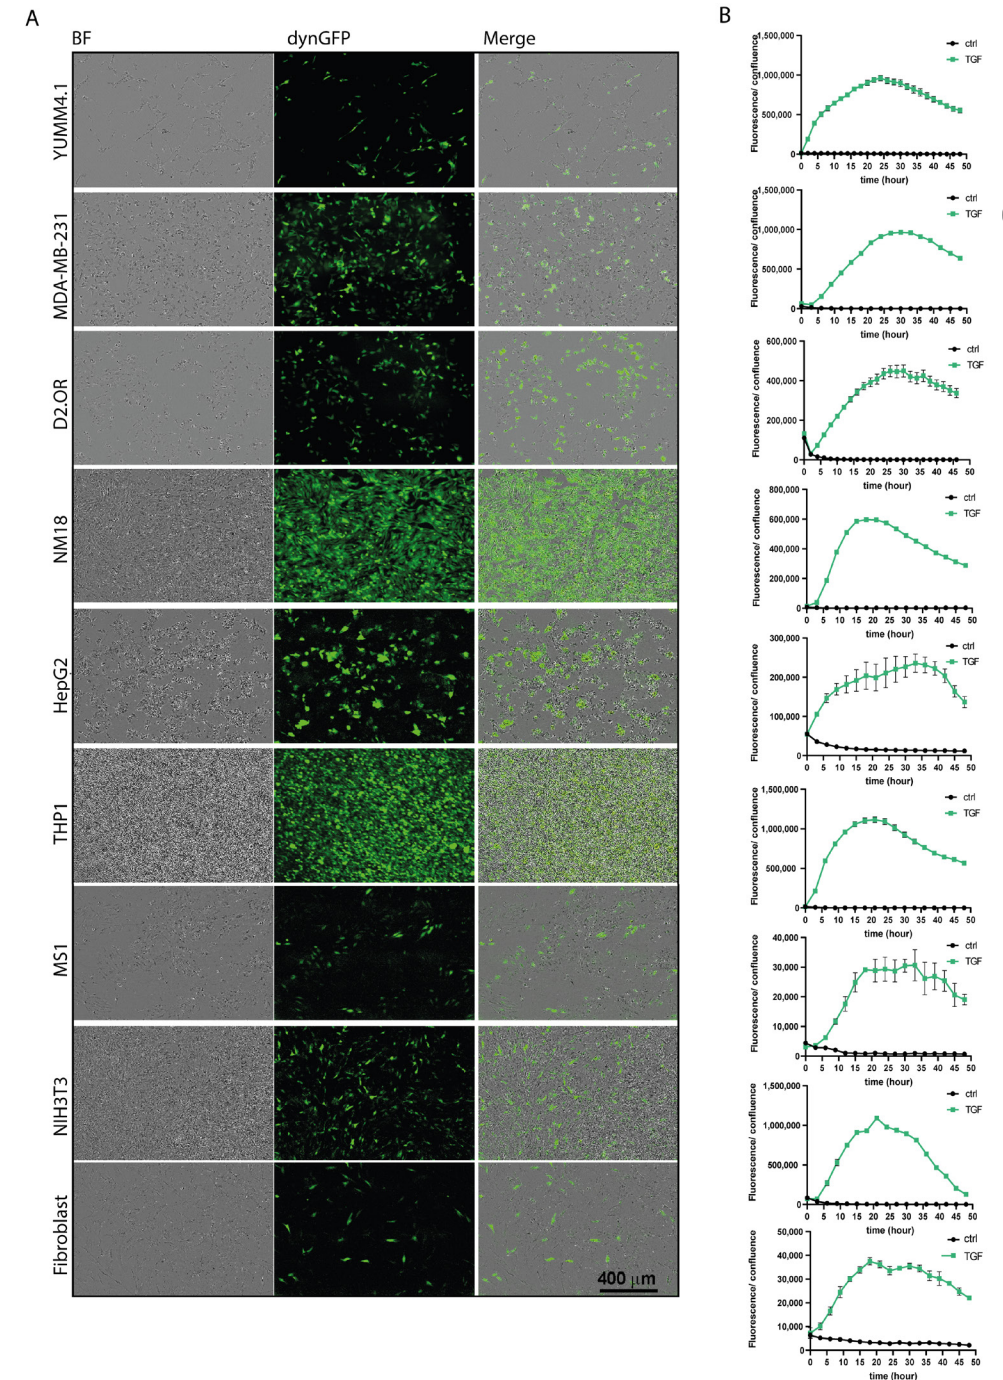 A
B
BF dynGFP Merge
YUMM4.1
MDA-MB-231
D2.OR
NM18
HepG2
THP1
MS1
NIH3T3
Fibroblast
400 μm
Fluorescence/ confluence
1,500,000
1,000,000
500,000
0
ctrl
TGF
0 5 10 15 20 25 30 35 40 45 50
time (hour)
Fluorescence/ confluence
1,500,000
1,000,000
500,000
0
ctrl
TGF
0 5 10 15 20 25 30 35 40 45 50
time (hour)
Fluorescence/ confluence
600,000
400,000
200,000
0
ctrl
TGF
0 5 10 15 20 25 30 35 40 45 50
time (hour)
Fluorescence/ confluence
800,000
600,000
400,000
200,000
0
ctrl
TGF
0 5 10 15 20 25 30 35 40 45 50
time (hour)
Fluorescence/ confluence
300,000
200,000
100,000
0
ctrl
TGF
0 5 10 15 20 25 30 35 40 45 50
time (hour)
Fluorescence/ confluence
1,500,000
1,000,000
500,000
0
ctrl
TGF
0 5 10 15 20 25 30 35 40 45 50
time (hour)
Fluorescence/ confluence
40,000
30,000
20,000
10,000
0
ctrl
TGF
0 5 10 15 20 25 30 35 40 45 50
time (hour)
Fluorescence/ confluence
1,500,000
1,000,000
500,000
0
ctrl
TGF
0 5 10 15 20 25 30 35 40 45 50
time (hour)
Fluorescence/ confluence
50,000
40,000
30,000
20,000
10,000
0
ctrl
TGF
0 5 10 15 20 25 30 35 40 45 50
time (hour)